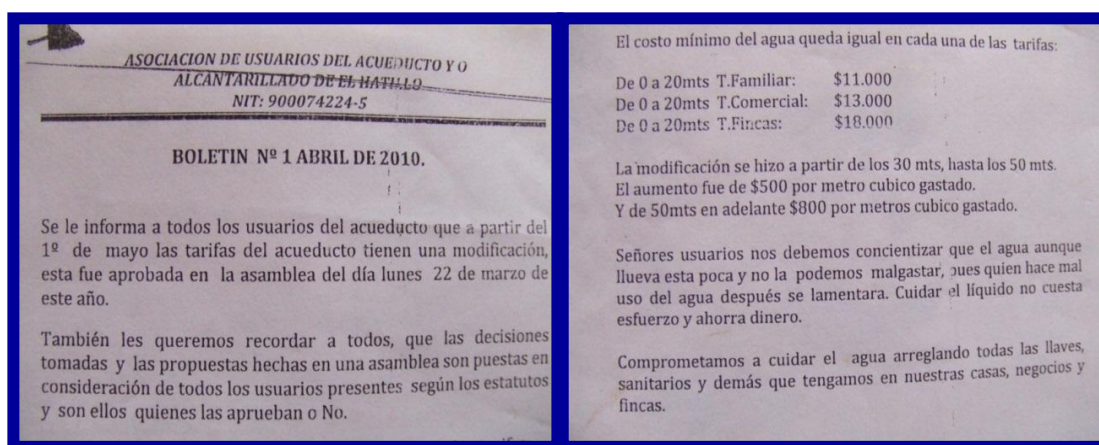 ASOCIACION DE USUARIOS DEL ACUEDUCTO Y O
ALCANTARILLADO DE EL HATILLO
NIT: 900074224-5
BOLETIN Nº 1 ABRIL DE 2010.
Se le informa a todos los usuarios del acueducto que a partir del
1º de mayo las tarifas del acueducto tienen una modificación,
esta fue aprobada en la asamblea del día lunes 22 de marzo de
este año.
También les queremos recordar a todos, que las decisiones
tomadas y las propuestas hechas en una asamblea son puestas en
consideración de todos los usuarios presentes según los estatutos
y son ellos quienes las aprueban o No.
El costo mínimo del agua queda igual en cada una de las tarifas:
De 0 a 20mts T.Familiar: $11.000
De 0 a 20mts T.Comercial: $13.000
De 0 a 20mts T.Fincas: $18.000
La modificación se hizo a partir de los 30 mts, hasta los 50 mts.
El aumento fue de $500 por metro cubico gastado.
Y de 50mts en adelante $800 por metros cubico gastado.
Señores usuarios nos debemos concientizar que el agua aunque
llueva esta poca y no la podemos malgastar, pues quien hace mal
uso del agua después se lamentara. Cuidar el líquido no cuesta
esfuerzo y ahorra dinero.
Comprometamos a cuidar el agua arreglando todas las llaves,
sanitarios y demás que tengamos en nuestras casas, negocios y
fincas.